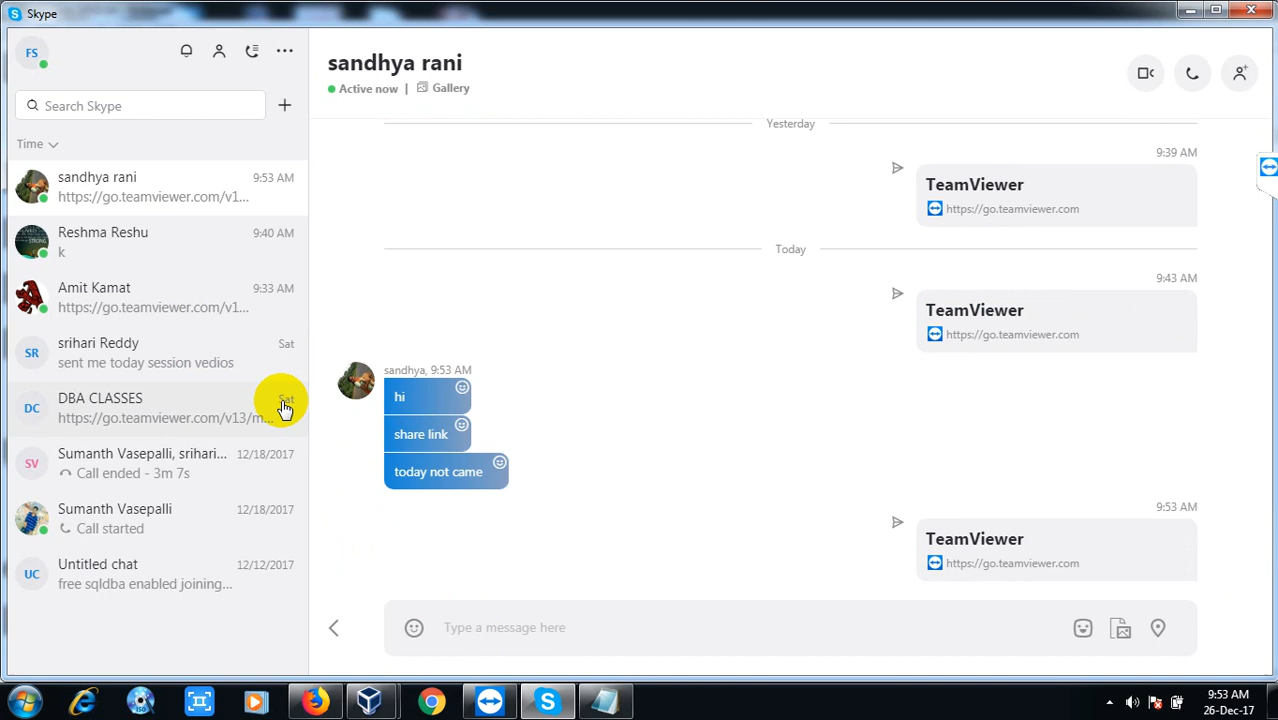 Skype
FS
Search Skype
Time
sandhya rani
9:53 AM
https://go.teamviewer.com/v1...
Reshma Reshu
9:40 AM
k
Amit Kamat
9:33 AM
https://go.teamviewer.com/v1...
SR
srihari Reddy
Sat
sent me today session vedios
DC
DBA CLASSES
Sat
https://go.teamviewer.com/v13/m...
SV
Sumanth Vasepalli, srihari...
12/18/2017
Call ended - 3m 7s
Sumanth Vasepalli
12/18/2017
Call started
UC
Untitled chat
12/12/2017
free sqldba enabled joining...
sandhya rani
Active now | Gallery
Yesterday
9:39 AM
TeamViewer
https://go.teamviewer.com
Today
9:43 AM
TeamViewer
https://go.teamviewer.com
sandhya, 9:53 AM
hi
share link
today not came
9:53 AM
TeamViewer
https://go.teamviewer.com
Type a message here
9:53 AM
26-Dec-17